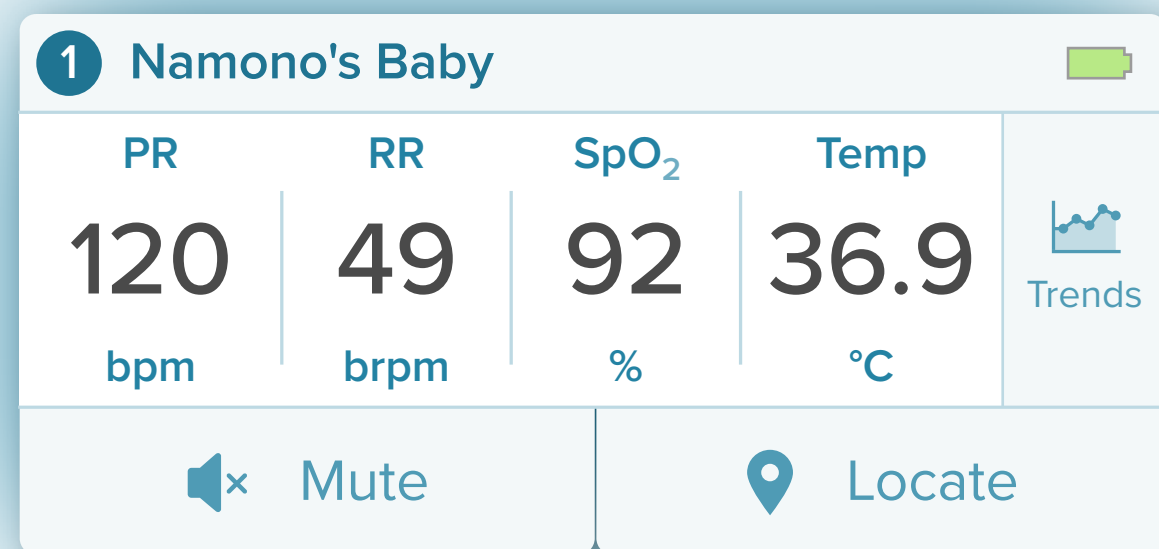 1 Namono's Baby
PR RR SpO₂ Temp
120 49 92 36.9
bpm brpm % °C
Trends
Mute Locate